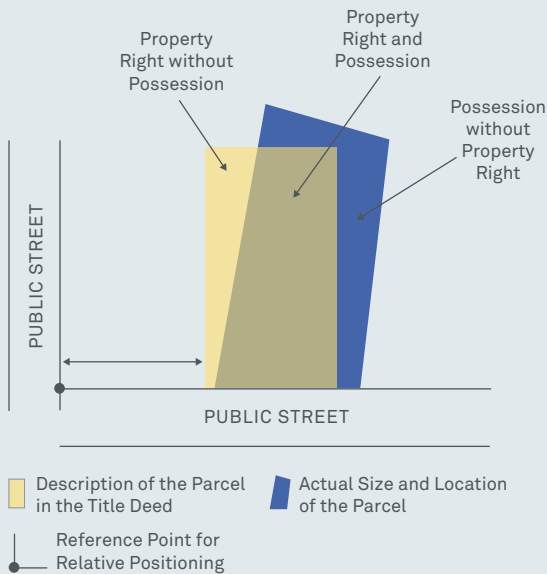 Property
Right without
Possession
Property
Right and
Possession
Possession
without
Property
Right
PUBLIC STREET
PUBLIC STREET
Description of the Parcel
in the Title Deed
Actual Size and Location
of the Parcel
Reference Point for
Relative Positioning